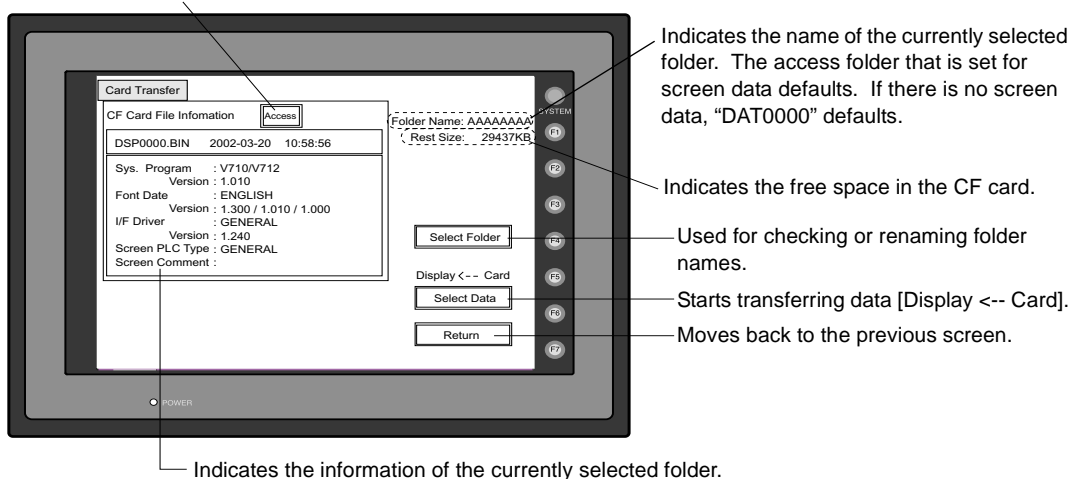 Card Transfer
CF Card File Infomation
Access
DSP0000.BIN 2002-03-20 10:58:56
Sys. Program : V710/V712
Version : 1.010
Font Date : ENGLISH
Version : 1.300 / 1.010 / 1.000
I/F Driver : GENERAL
Version : 1.240
Screen PLC Type : GENERAL
Screen Comment :
Folder Name: AAAAAAAA
Rest Size: 29437KB
Select Folder
Display <-- Card
Select Data
Return
SYSTEM
F1
F2
F3
F4
F5
F6
F7
POWER
Indicates the name of the currently selected
folder. The access folder that is set for
screen data defaults. If there is no screen
data, “DAT0000” defaults.
Indicates the free space in the CF card.
Used for checking or renaming folder
names.
Starts transferring data [Display <-- Card].
Moves back to the previous screen.
Indicates the information of the currently selected folder.